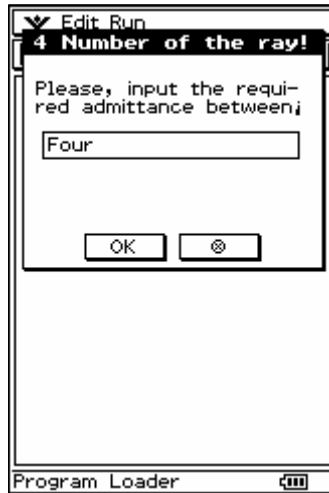 Edit Run
4 Number of the ray!
Please, input the requi-
red admittance between¡
Four
OK
Program Loader